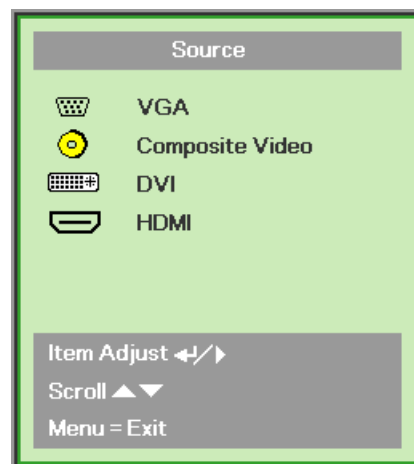 Source
VGA
Composite Video
DVI
HDMI
Item Adjust ↵/▶
Scroll ▲▼
Menu = Exit